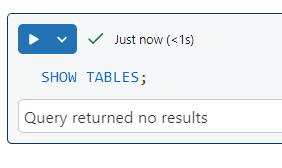 Just now (<1s)
SHOW TABLES;
Query returned no results